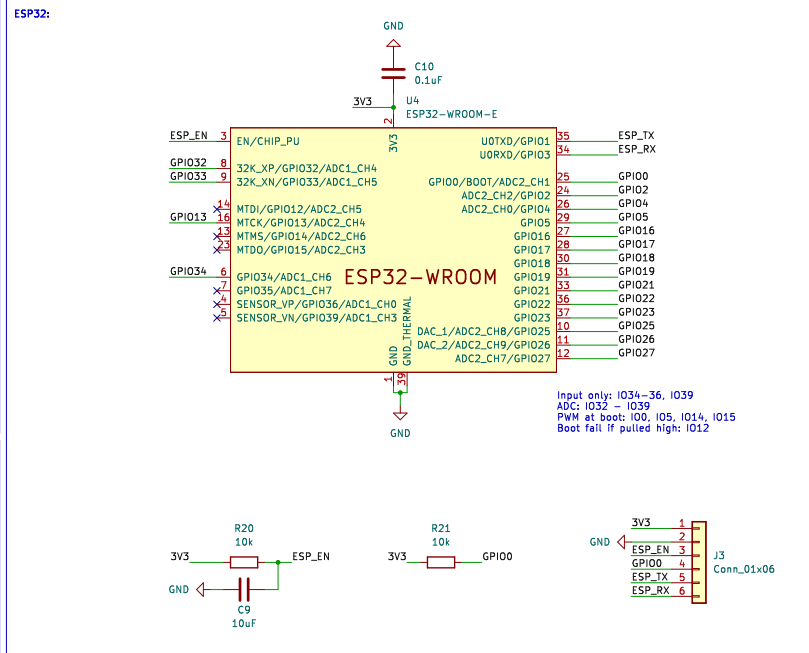 ESP32:
GND
C10
0.1uF
3V3
U4
ESP32-WROOM-E
2
3V3
ESP_EN 3 EN/CHIP_PU
GPIO32 8 32K_XP/GPIO32/ADC1_CH4
GPIO33 9 32K_XN/GPIO33/ADC1_CH5
14 MTDI/GPIO12/ADC2_CH5
GPIO13 16 MTCK/GPIO13/ADC2_CH4
13 MTMS/GPIO14/ADC2_CH6
23 MTDO/GPIO15/ADC2_CH3
GPIO34 6 GPIO34/ADC1_CH6
7 GPIO35/ADC1_CH7
4 SENSOR_VP/GPIO36/ADC1_CH0
5 SENSOR_VN/GPIO39/ADC1_CH3
ESP32-WROOM
U0TXD/GPIO1 35 ESP_TX
U0RXD/GPIO3 34 ESP_RX
GPIO0/BOOT/ADC2_CH1 25 GPIO0
ADC2_CH2/GPIO2 24 GPIO2
ADC2_CH0/GPIO4 26 GPIO4
GPIO5 29 GPIO5
GPIO16 27 GPIO16
GPIO17 28 GPIO17
GPIO18 30 GPIO18
GPIO19 31 GPIO19
GPIO21 33 GPIO21
GPIO22 36 GPIO22
GPIO23 37 GPIO23
DAC_1/ADC2_CH8/GPIO25 10 GPIO25
DAC_2/ADC2_CH9/GPIO26 11 GPIO26
ADC2_CH7/GPIO27 12 GPIO27
GND
GND_THERMAL
1
39
GND
Input only: IO34-36, IO39
ADC: IO32 - IO39
PWM at boot: IO0, IO5, IO14, IO15
Boot fail if pulled high: IO12
R20
10k
3V3 ESP_EN
GND
C9
10uF
R21
10k
3V3 GPIO0
3V3 1
GND 2
ESP_EN 3
GPIO0 4
ESP_TX 5
ESP_RX 6
J3
Conn_01x06